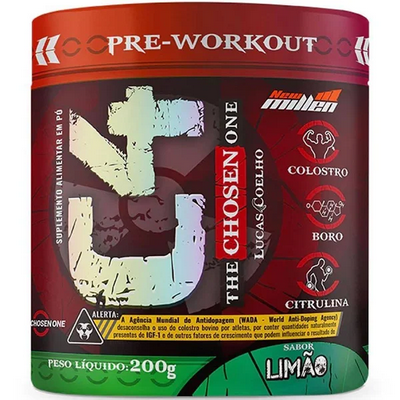 PRE-WORKOUT
SUPLEMENTO ALIMENTAR EM PÓ
C4
THE CHOSEN ONE
LUCAS COELHO
New
millen
COLOSTRO
BORO
CITRULINA
CHOSEN ONE
ALERTA:
A Agência Mundial de Antidopagem (WADA - World Anti-Doping Agency)
desaconselha o uso do colostro bovino por atletas, por conter quantidades naturalmente
presentes de IGF-1 e de outros fatores de crescimento que podem influenciar o resultado de
PESO LÍQUIDO: 200g
SABOR
LIMÃO